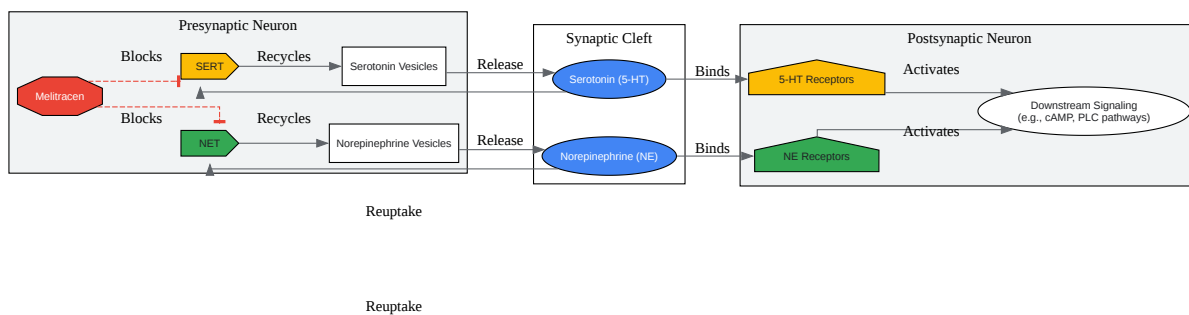 Presynaptic Neuron
Synaptic Cleft
Postsynaptic Neuron
Blocks
SERT
Recycles
Serotonin Vesicles
Release
Serotonin (5-HT)
Binds
5-HT Receptors
Activates
Melitracen
Downstream Signaling
(e.g., cAMP, PLC pathways)
Blocks
NET
Recycles
Norepinephrine Vesicles
Release
Norepinephrine (NE)
Binds
NE Receptors
Activates
Reuptake
Reuptake